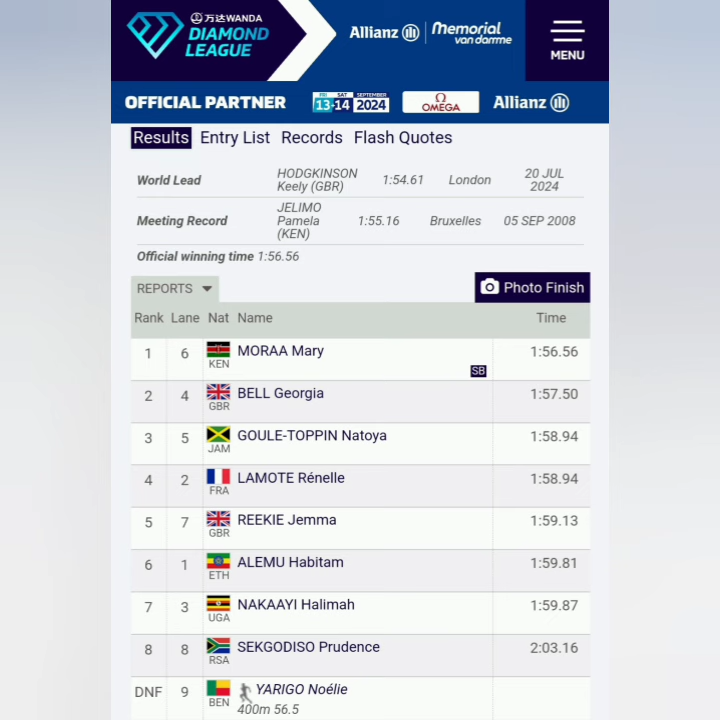 万达WANDA
DIAMOND
LEAGUE
Allianz
Memorial
van damme
MENU
OFFICIAL PARTNER
FRI SAT SEPTEMBER
13-14 2024
Ω
OMEGA
Allianz
Results Entry List Records Flash Quotes
World Lead HODGKINSON Keely (GBR) 1:54.61 London 20 JUL 2024
Meeting Record JELIMO Pamela (KEN) 1:55.16 Bruxelles 05 SEP 2008
Official winning time 1:56.56
REPORTS
Photo Finish
Rank Lane Nat Name Time
1 6 KEN MORAA Mary SB 1:56.56
2 4 GBR BELL Georgia 1:57.50
3 5 JAM GOULE-TOPPIN Natoya 1:58.94
4 2 FRA LAMOTE Rénelle 1:58.94
5 7 GBR REEKIE Jemma 1:59.13
6 1 ETH ALEMU Habitam 1:59.81
7 3 UGA NAKAAYI Halimah 1:59.87
8 8 RSA SEKGODISO Prudence 2:03.16
DNF 9 BEN YARIGO Noélie
400m 56.5